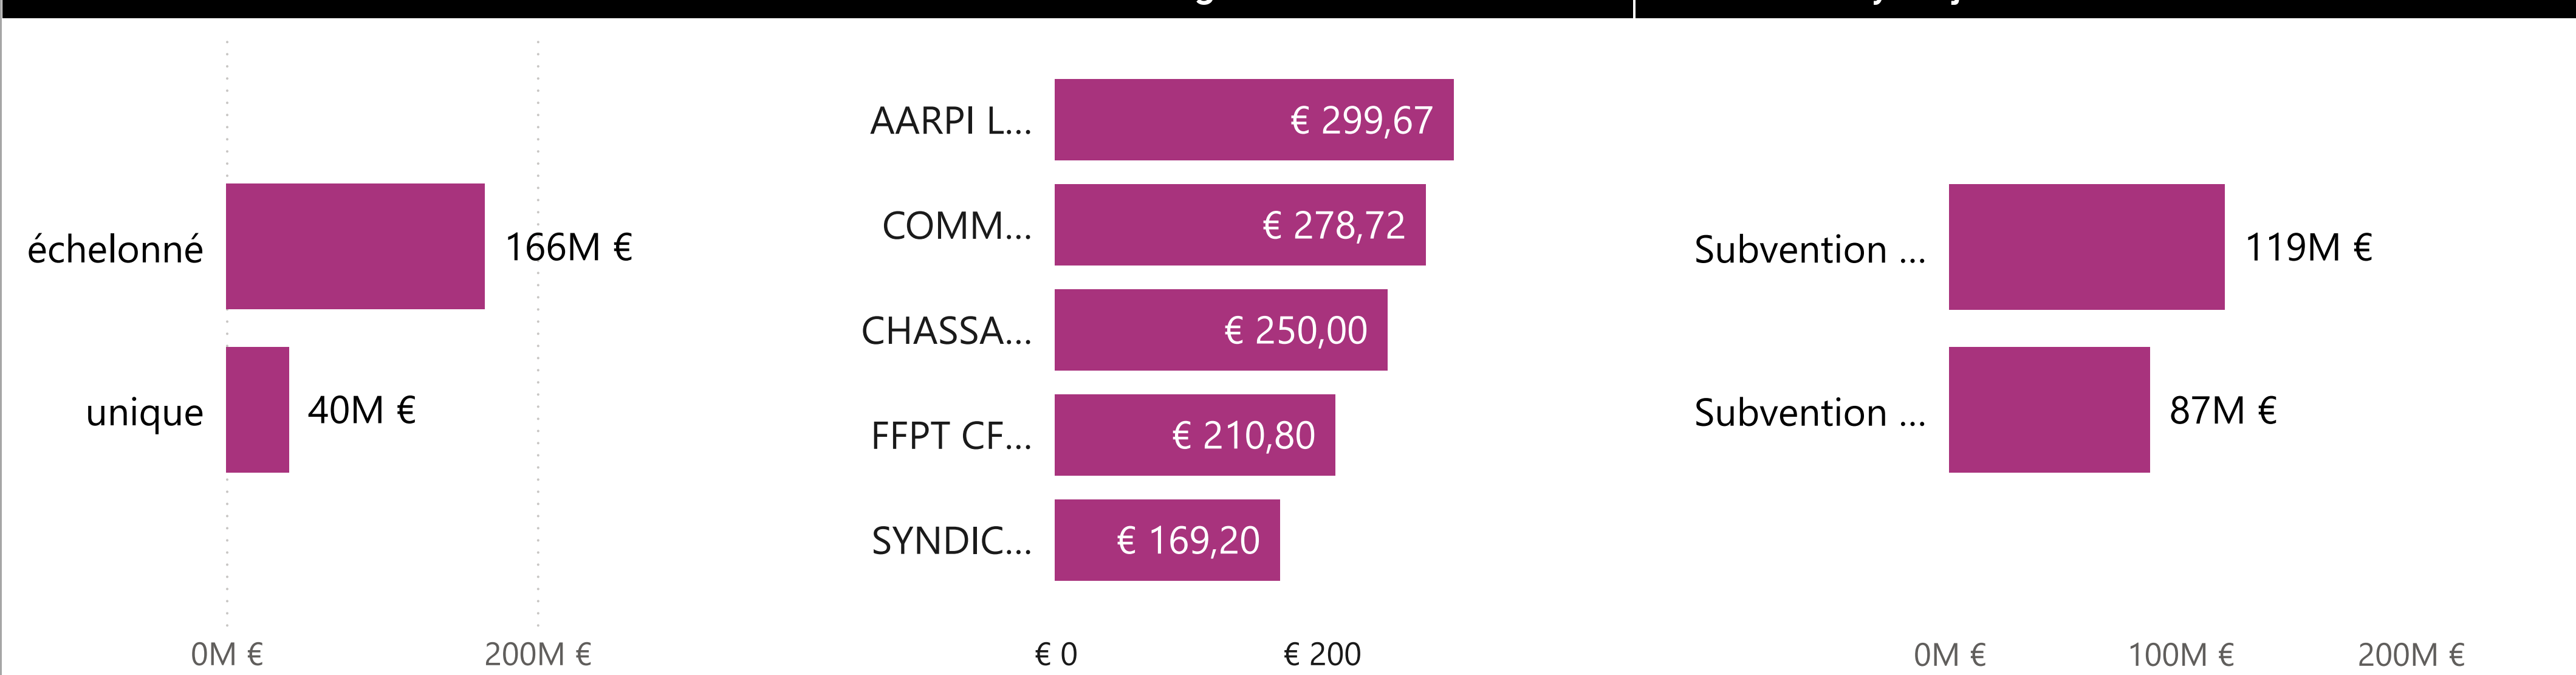 échelonné
166M €
unique
40M €
0M €
200M €
AARPI L...
€ 299,67
COMM...
€ 278,72
CHASSA...
€ 250,00
FFPT CF...
€ 210,80
SYNDIC...
€ 169,20
€ 0
€ 200
Subvention ...
119M €
Subvention ...
87M €
0M €
100M €
200M €